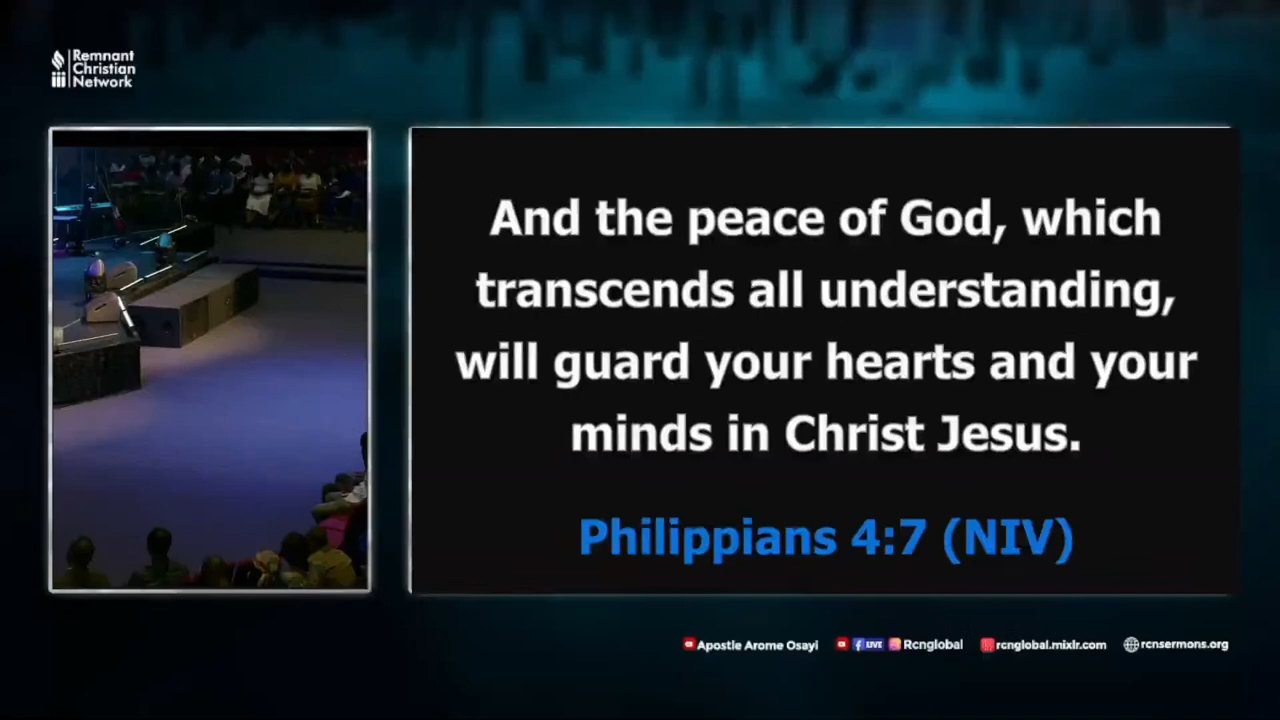 Remnant
Christian
Network
And the peace of God, which
transcends all understanding,
will guard your hearts and your
minds in Christ Jesus.
Philippians 4:7 (NIV)
Apostle Arome Osayi
LIVE Rcnglobal
rcnglobal.mixlr.com
rcnsermons.org